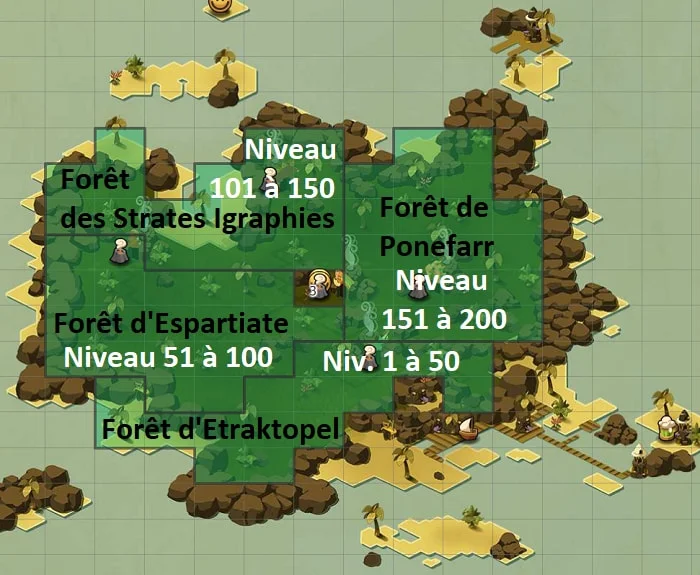 Niveau
101 à 150
Forêt
des Strates Igraphies
Forêt de
Ponefarr
Niveau
151 à 200
Forêt d'Espartiate
Niveau 51 à 100
Niv. 1 à 50
Forêt d'Etraktopel